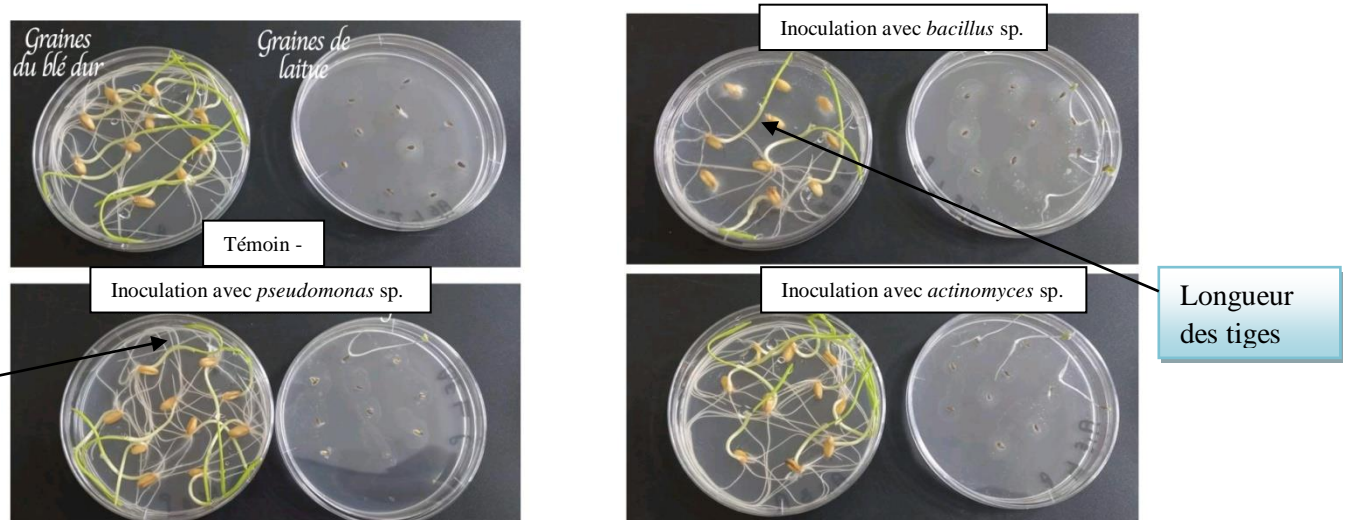 Graines
du blé dur
Graines de
laitue
Témoin -
Inoculation avec bacillus sp.
Inoculation avec pseudomonas sp.
Inoculation avec actinomyces sp.
Longueur
des tiges